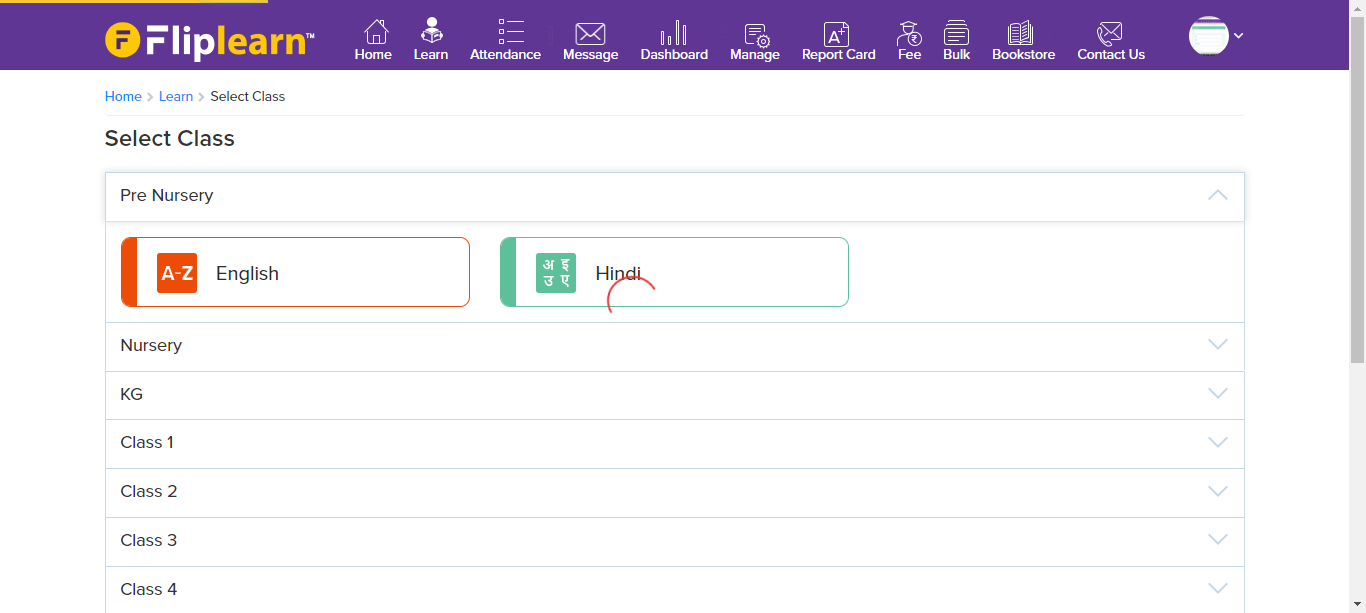 Fliplearn™
Home Learn Attendance Message Dashboard Manage Report Card Fee Bulk Bookstore Contact Us
Home > Learn > Select Class
Select Class
Pre Nursery
A-Z English अ इ Hindi
उ ए
Nursery
KG
Class 1
Class 2
Class 3
Class 4